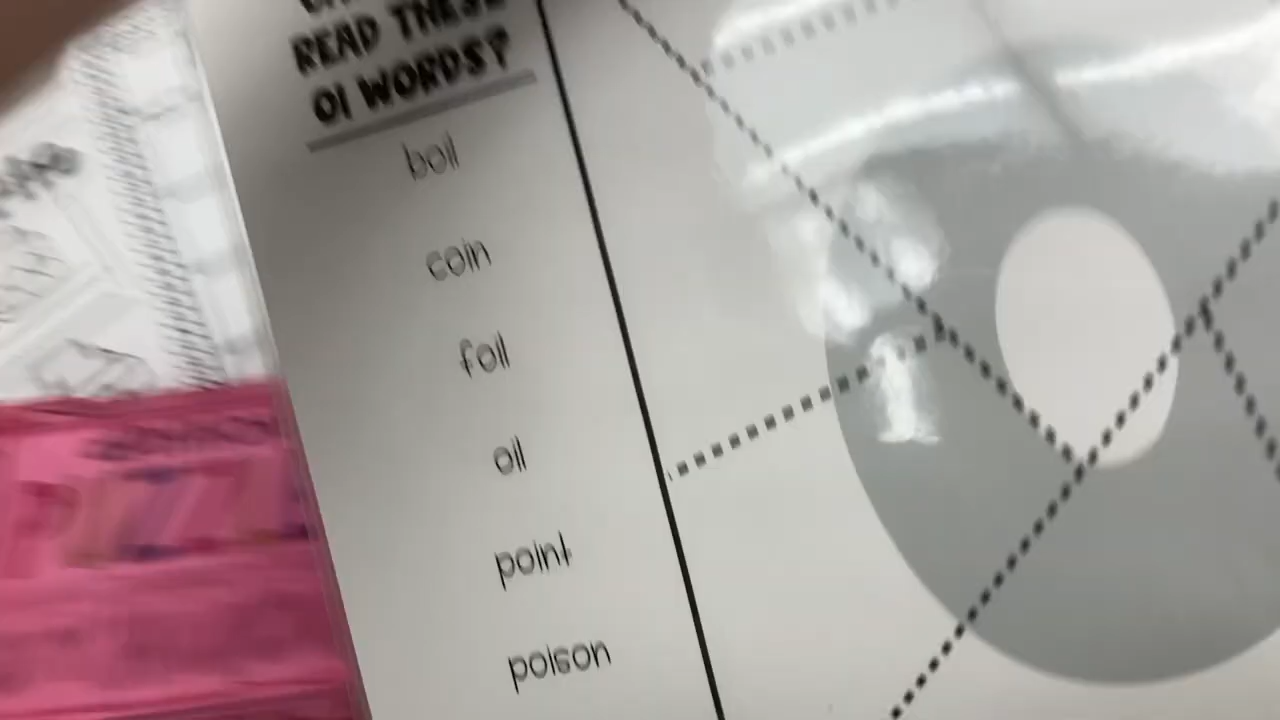 READ THESE
OI WORDS?
boil
coin
foil
oil
point
poison